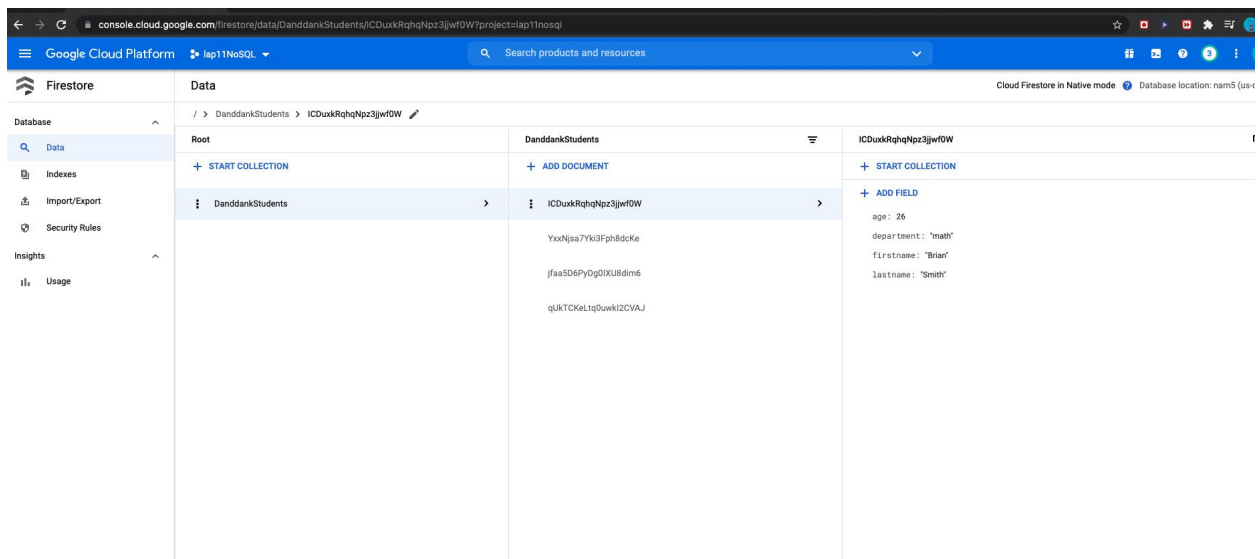 console.cloud.google.com/firestore/data/DanddankStudents/ICDuxkRqhqNpz3jjwf0W?project=lap11nosql
Google Cloud Platform lap11NoSQL Search products and resources 3
Firestore Data Cloud Firestore in Native mode Database location: nam5 (us-c
Database / > DanddankStudents > ICDuxkRqhqNpz3jjwf0W
Data Root DanddankStudents ICDuxkRqhqNpz3jjwf0W
Indexes + START COLLECTION + ADD DOCUMENT + START COLLECTION
Import/Export DanddankStudents ICDuxkRqhqNpz3jjwf0W + ADD FIELD
age: 26
Security Rules department: "math"
YxxNjsa7Yki3Fph8dcKe
Insights firstname: "Brian"
Usage jfaa5D6PyDg0IXU8dim6 lastname: "Smith"
qUkTCKeLtq0uwkI2CVAJ